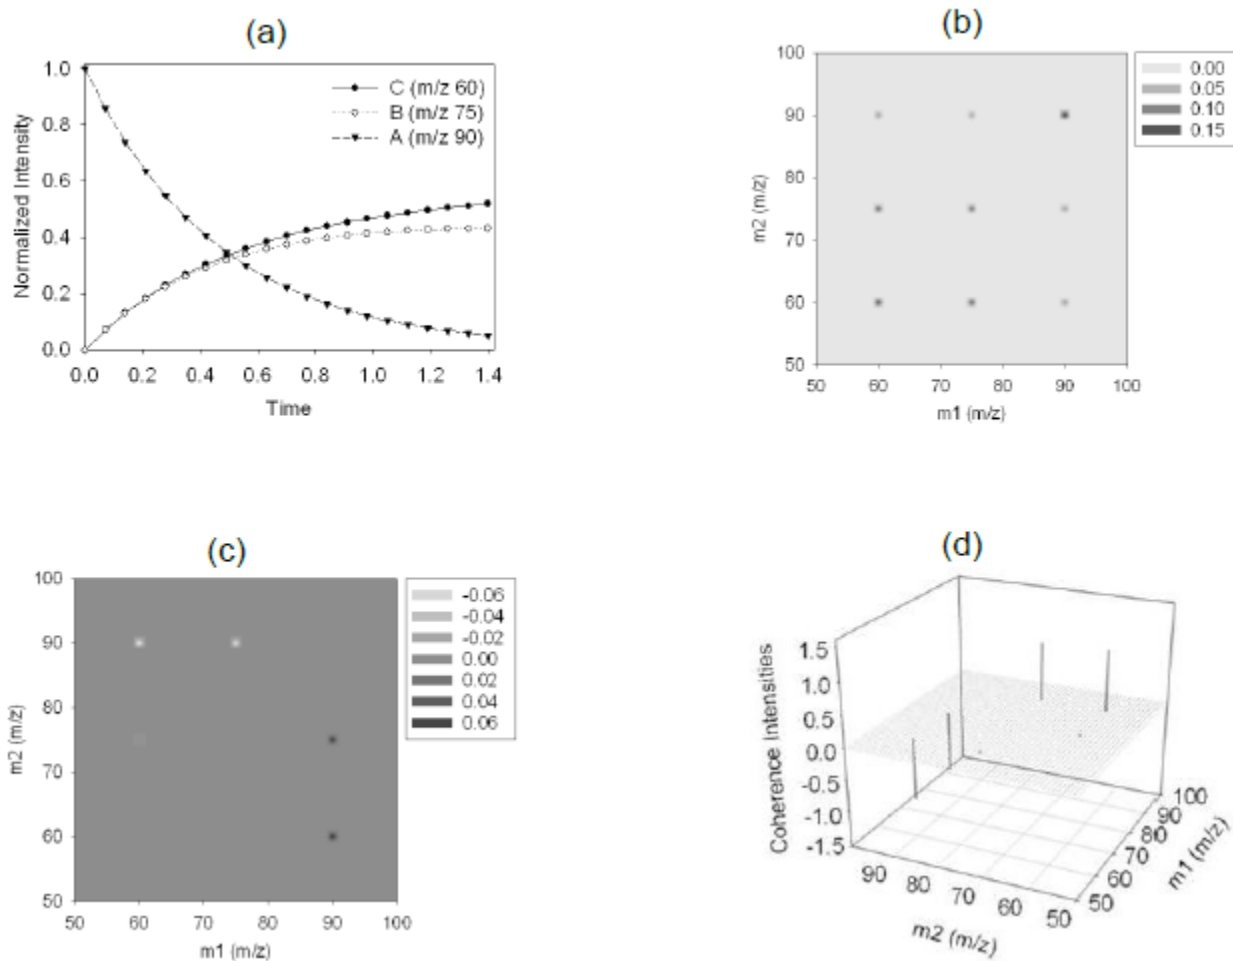 (a)
C (m/z 60)
B (m/z 75)
A (m/z 90)
Normalized Intensity
1.0
0.8
0.6
0.4
0.2
0.0
0.0 0.2 0.4 0.6 0.8 1.0 1.2 1.4
Time
(b)
100
90
80
70
60
50
m2 (m/z)
50 60 70 80 90 100
m1 (m/z)
0.00
0.05
0.10
0.15
(c)
100
90
80
70
60
50
m2 (m/z)
50 60 70 80 90 100
m1 (m/z)
-0.06
-0.04
-0.02
0.00
0.02
0.04
0.06
(d)
Coherence Intensities
1.5
1.0
0.5
0.0
-0.5
-1.0
-1.5
90 80 70 60 50
m2 (m/z)
100
90
80
70
60
50
m1 (m/z)